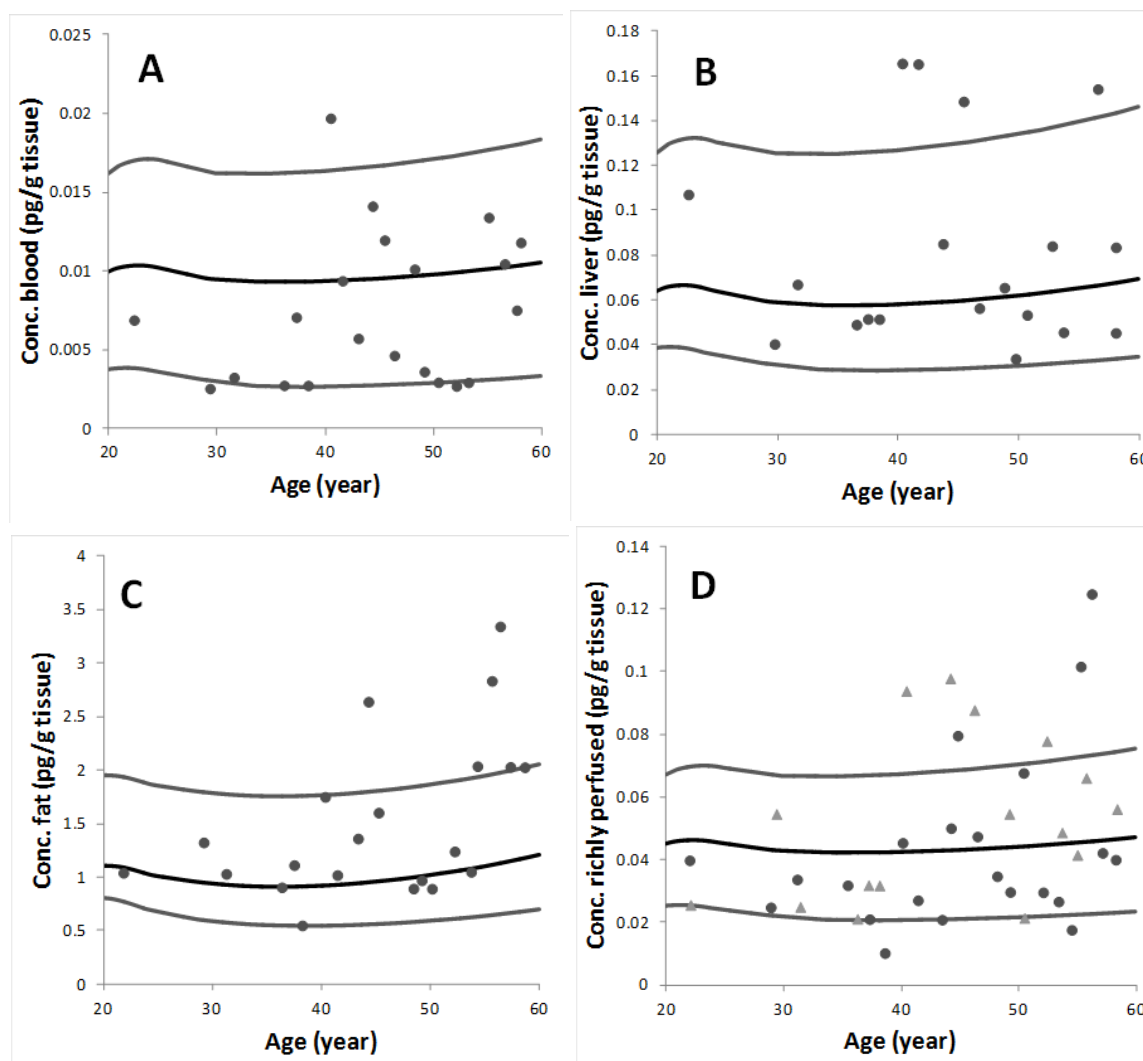 A
Conc. blood (pg/g tissue)
0.025
0.02
0.015
0.01
0.005
0
20 30 40 50 60
Age (year)
B
Conc. liver (pg/g tissue)
0.18
0.16
0.14
0.12
0.1
0.08
0.06
0.04
0.02
0
20 30 40 50 60
Age (year)
C
Conc. fat (pg/g tissue)
4
3.5
3
2.5
2
1.5
1
0.5
0
20 30 40 50 60
Age (year)
D
Conc. richly perfused (pg/g tissue)
0.14
0.12
0.1
0.08
0.06
0.04
0.02
0
20 30 40 50 60
Age (year)